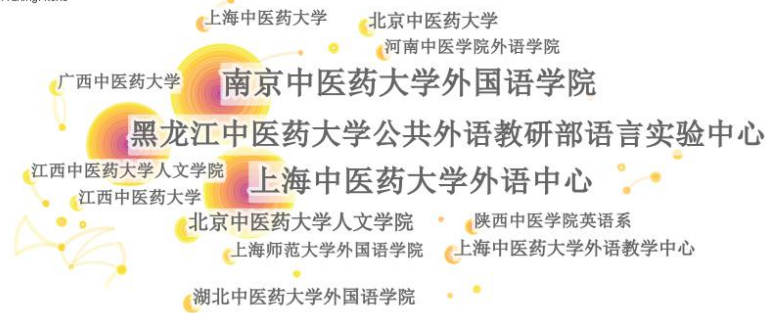 上海中医药大学
北京中医药大学
河南中医学院外语学院
广西中医药大学
南京中医药大学外国语学院
黑龙江中医药大学公共外语教研部语言实验中心
江西中医药大学人文学院
上海中医药大学外语中心
江西中医药大学
北京中医药大学人文学院
陕西中医学院英语系
上海师范大学外国语学院
上海中医药大学外语教学中心
湖北中医药大学外国语学院